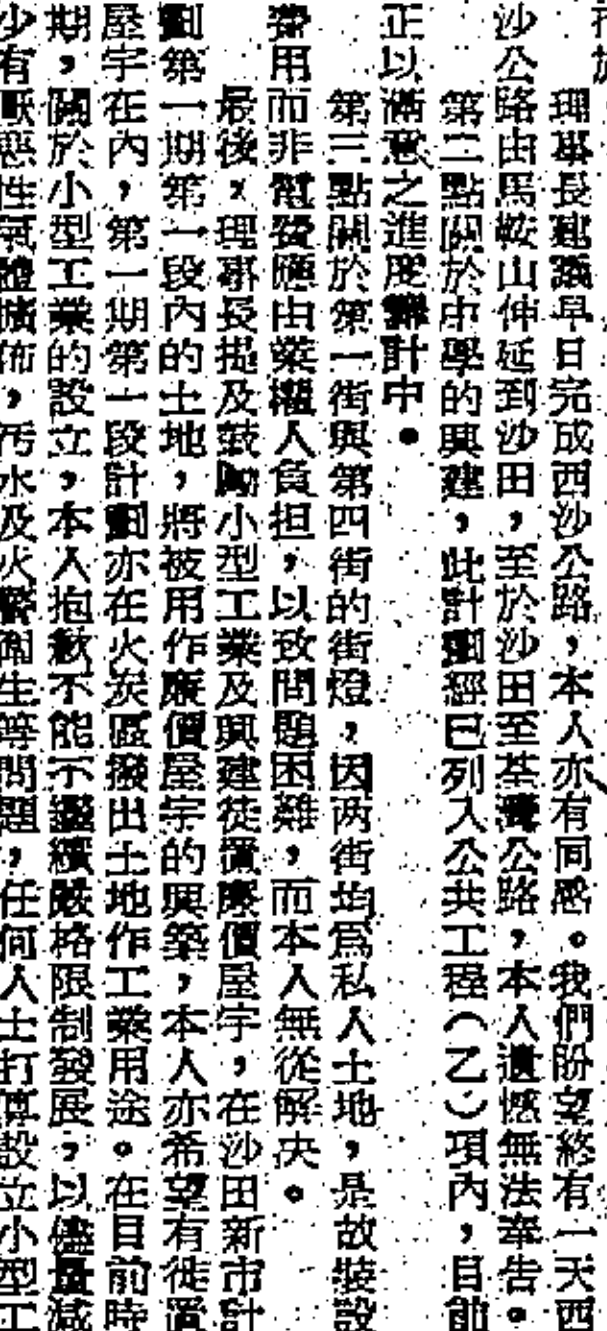 理事長建議早日完成西沙公路，本人亦有同感。我們盼望終有一天西
沙公路由馬鞍山伸延到沙田，至於沙田至荃灣公路，本人遺憾無法奉告。
第二點關於中學的興建，此計劃經已列入公共工程（乙）項內，目前
正以滿意之進度籌計中。
第三點關於第一街與第四街的街燈，因两街均爲私人土地，是故裝設
費用而非電費應由業權人負担，以致問題困難，而本人無從解决。
最後，理事長提及鼓勵小型工業及興建徙置廉價屋宇，在沙田新市計
劃第一期第一段內的土地，將被用作廉價屋宇的興築，本人亦希望有徙置
屋宇在內，第一期第一段計劃亦在火炭區撥出土地作工業用途。在目前時
期，關於小型工業的設立，本人抱歉不能不繼續嚴格限制發展，以儘量減
少有厭惡性氣體擴佈，污水及火警衞生等問題，任何人士打算設立小型工